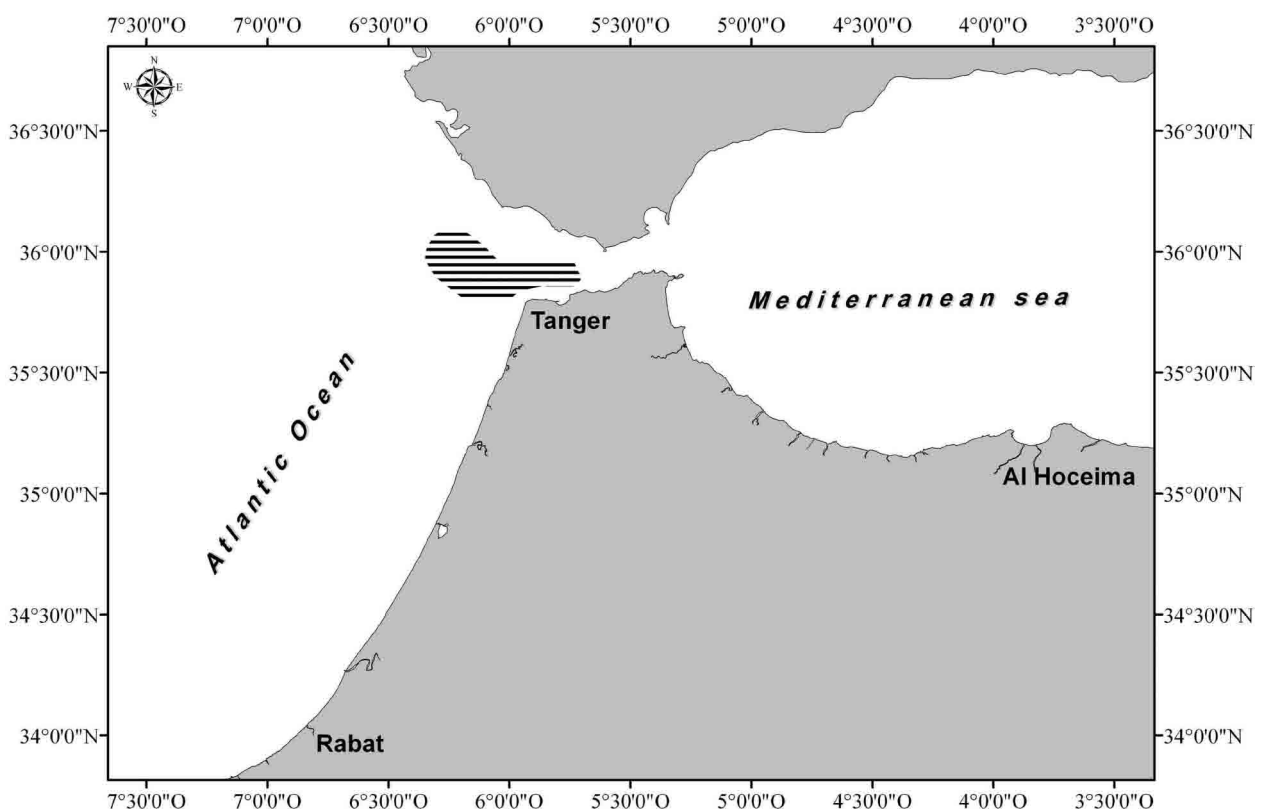 7°30'0"O 7°0'0"O 6°30'0"O 6°0'0"O 5°30'0"O 5°0'0"O 4°30'0"O 4°0'0"O 3°30'0"O
N
W E
S
36°30'0"N 36°30'0"N
36°0'0"N 36°0'0"N
Mediterranean sea
Tanger
35°30'0"N 35°30'0"N
Atlantic Ocean
Al Hoceima
35°0'0"N 35°0'0"N
34°30'0"N 34°30'0"N
34°0'0"N 34°0'0"N
Rabat
7°30'0"O 7°0'0"O 6°30'0"O 6°0'0"O 5°30'0"O 5°0'0"O 4°30'0"O 4°0'0"O 3°30'0"O